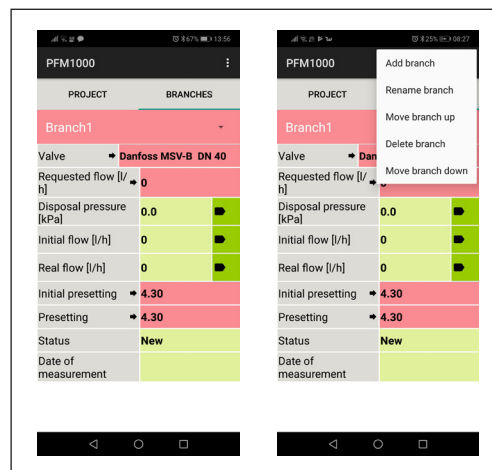 67% 13:56
PFM1000
PROJECT BRANCHES
Branch1
Valve Danfoss MSV-B DN 40
Requested flow [l/
h] 0
Disposal pressure
[kPa] 0.0
Initial flow [l/h] 0
Real flow [l/h] 0
Initial presetting 4.30
Presetting 4.30
Status New
Date of
measurement
25% 08:27
PFM1000
PROJECT
Branch1
Add branch
Rename branch
Move branch up
Delete branch
Move branch down
Valve Dan
Requested flow [l/
h]
Disposal pressure
[kPa] 0.0
Initial flow [l/h] 0
Real flow [l/h] 0
Initial presetting 4.30
Presetting 4.30
Status New
Date of
measurement